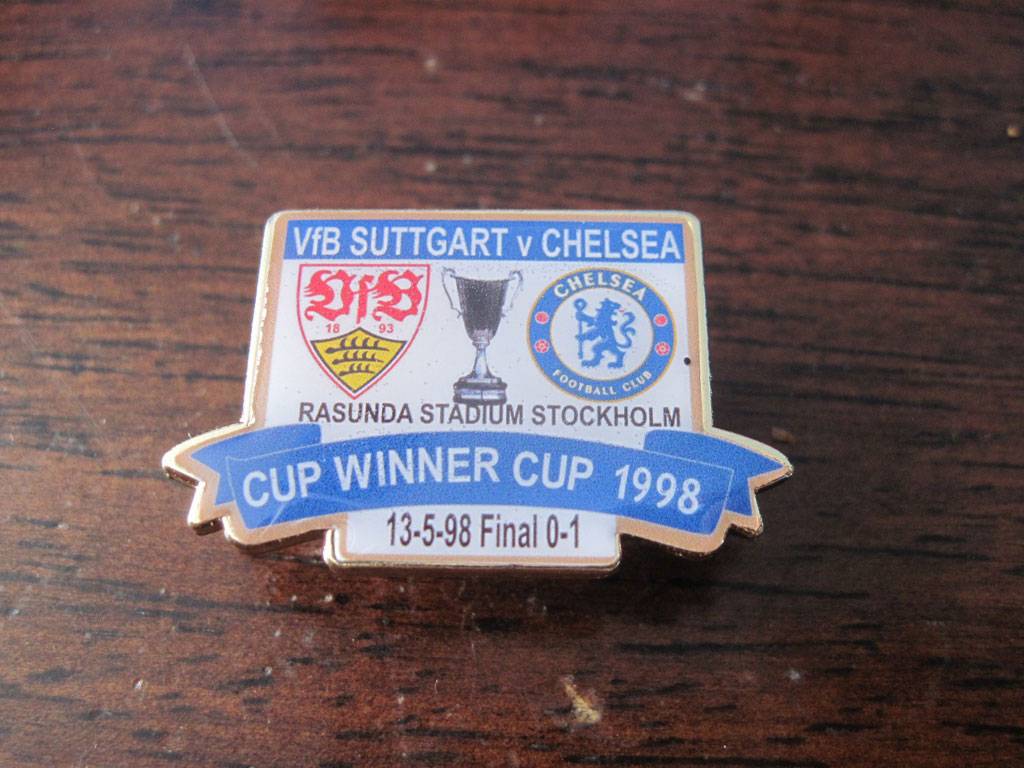 VfB SUTTGART v CHELSEA
VfB
18 93
CHELSEA
FOOTBALL CLUB
RASUNDA STADIUM STOCKHOLM
CUP WINNER CUP 1998
13-5-98 Final 0-1